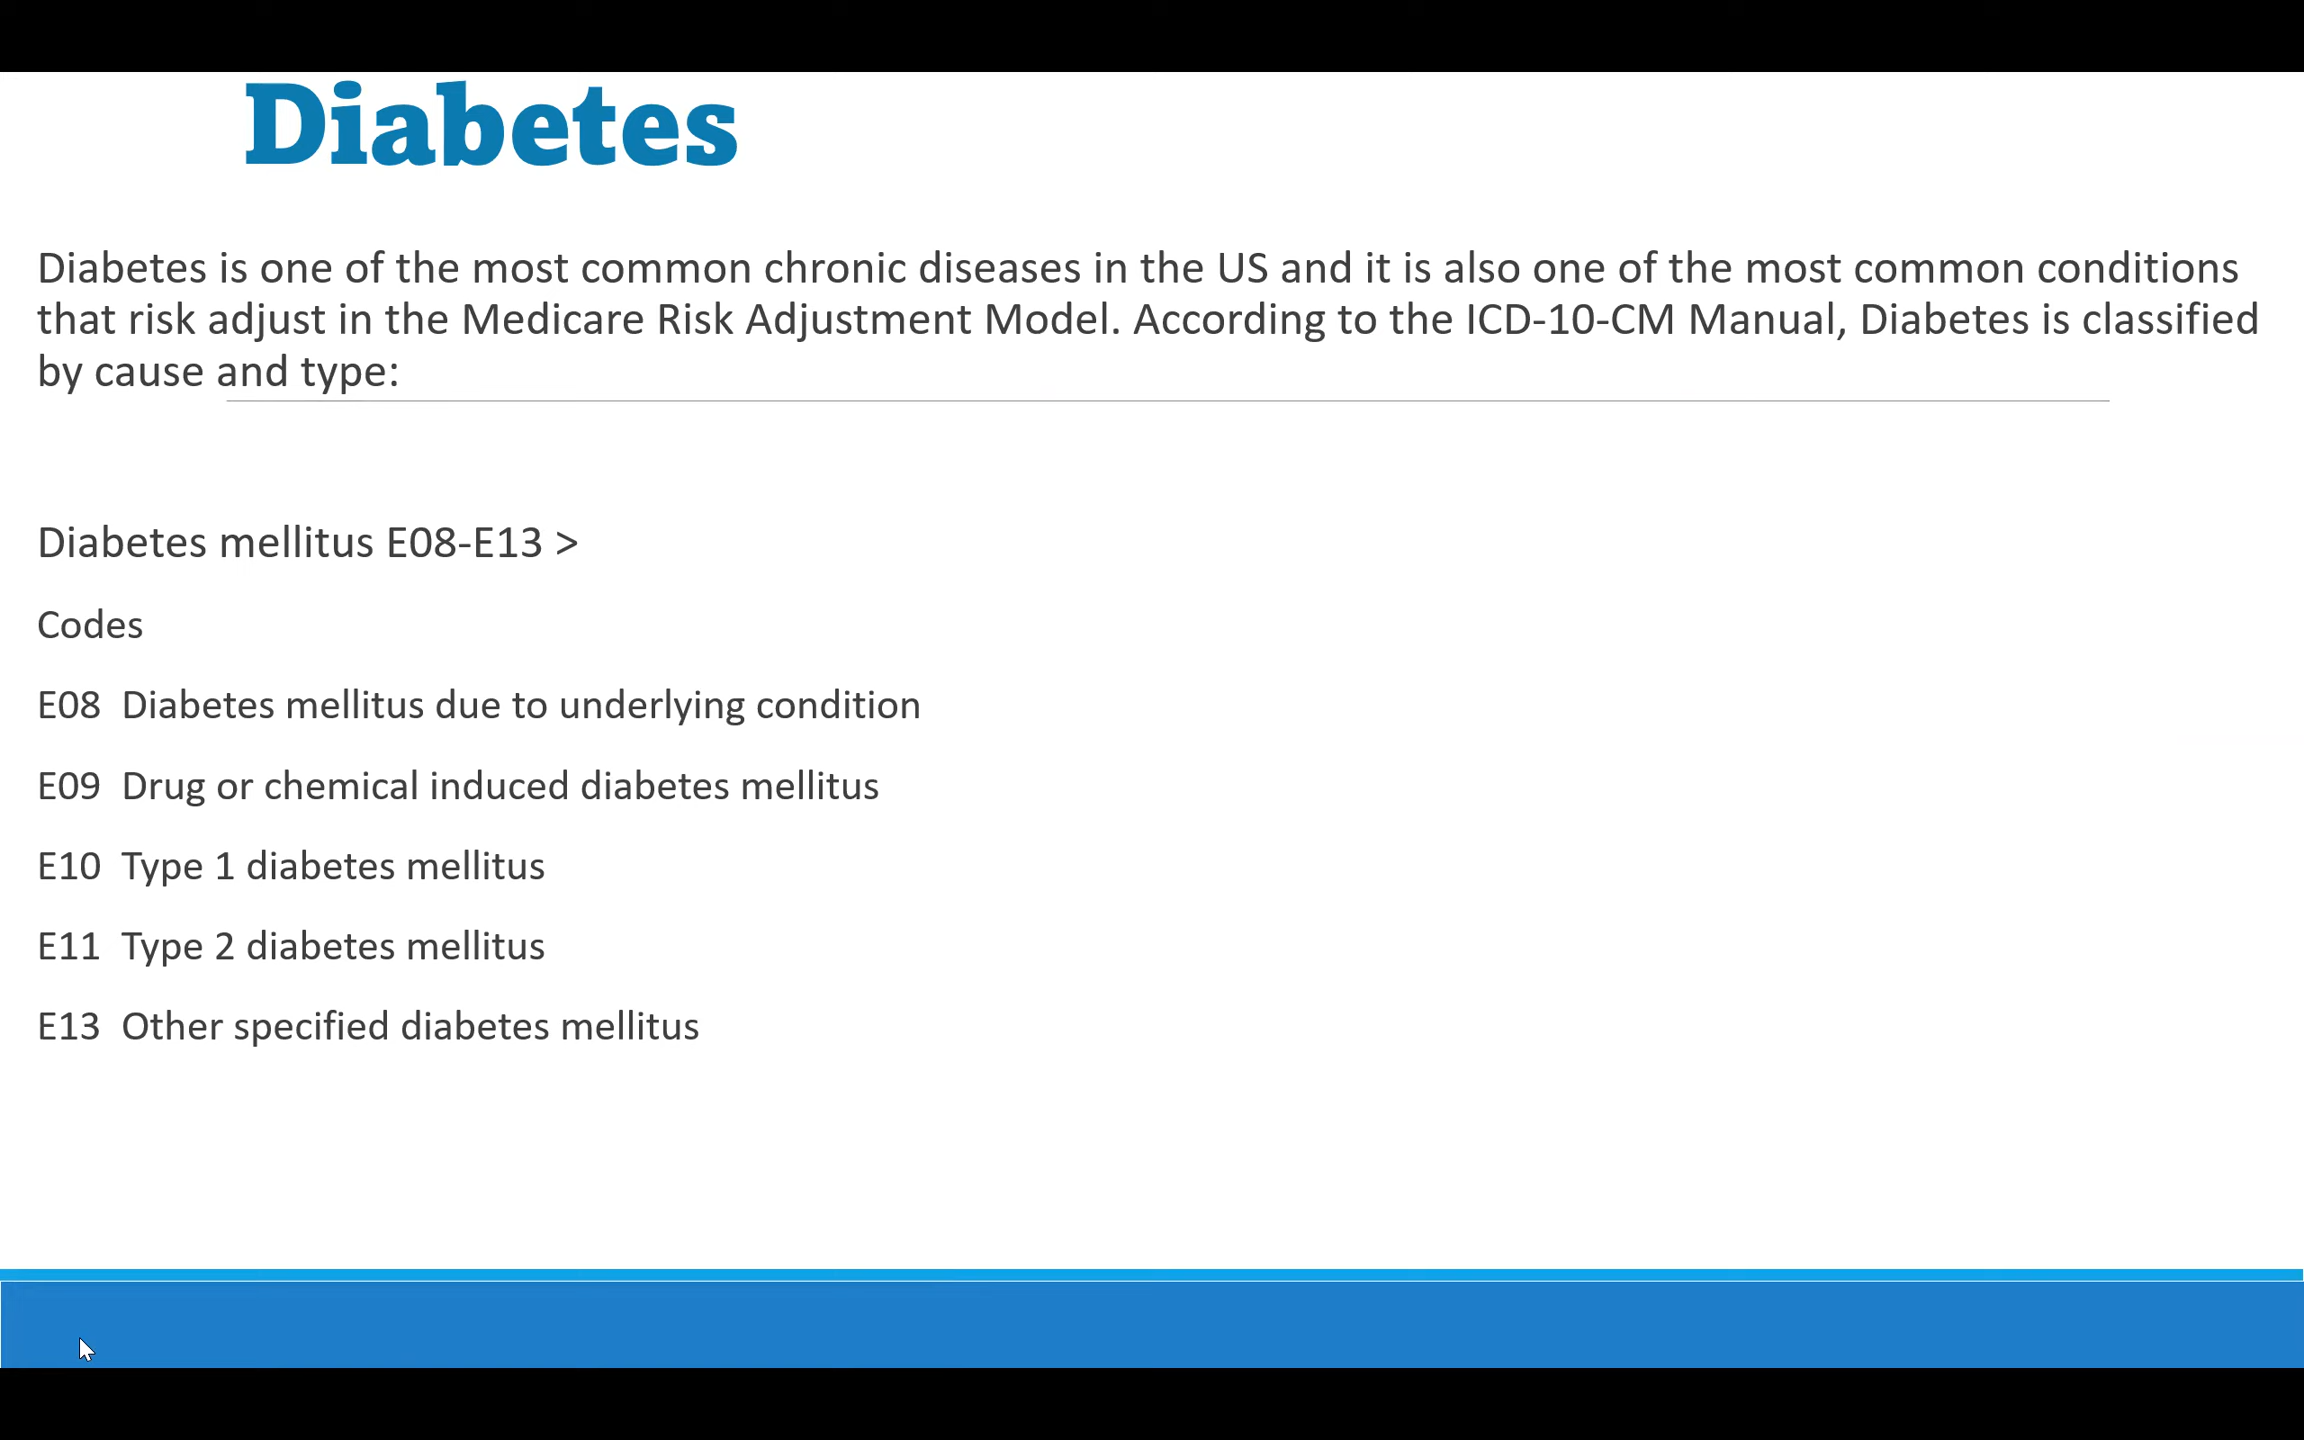 Diabetes
Diabetes is one of the most common chronic diseases in the US and it is also one of the most common conditions
that risk adjust in the Medicare Risk Adjustment Model. According to the ICD-10-CM Manual, Diabetes is classified
by cause and type:
Diabetes mellitus E08-E13 >
Codes
E08 Diabetes mellitus due to underlying condition
E09 Drug or chemical induced diabetes mellitus
E10 Type 1 diabetes mellitus
E11 Type 2 diabetes mellitus
E13 Other specified diabetes mellitus